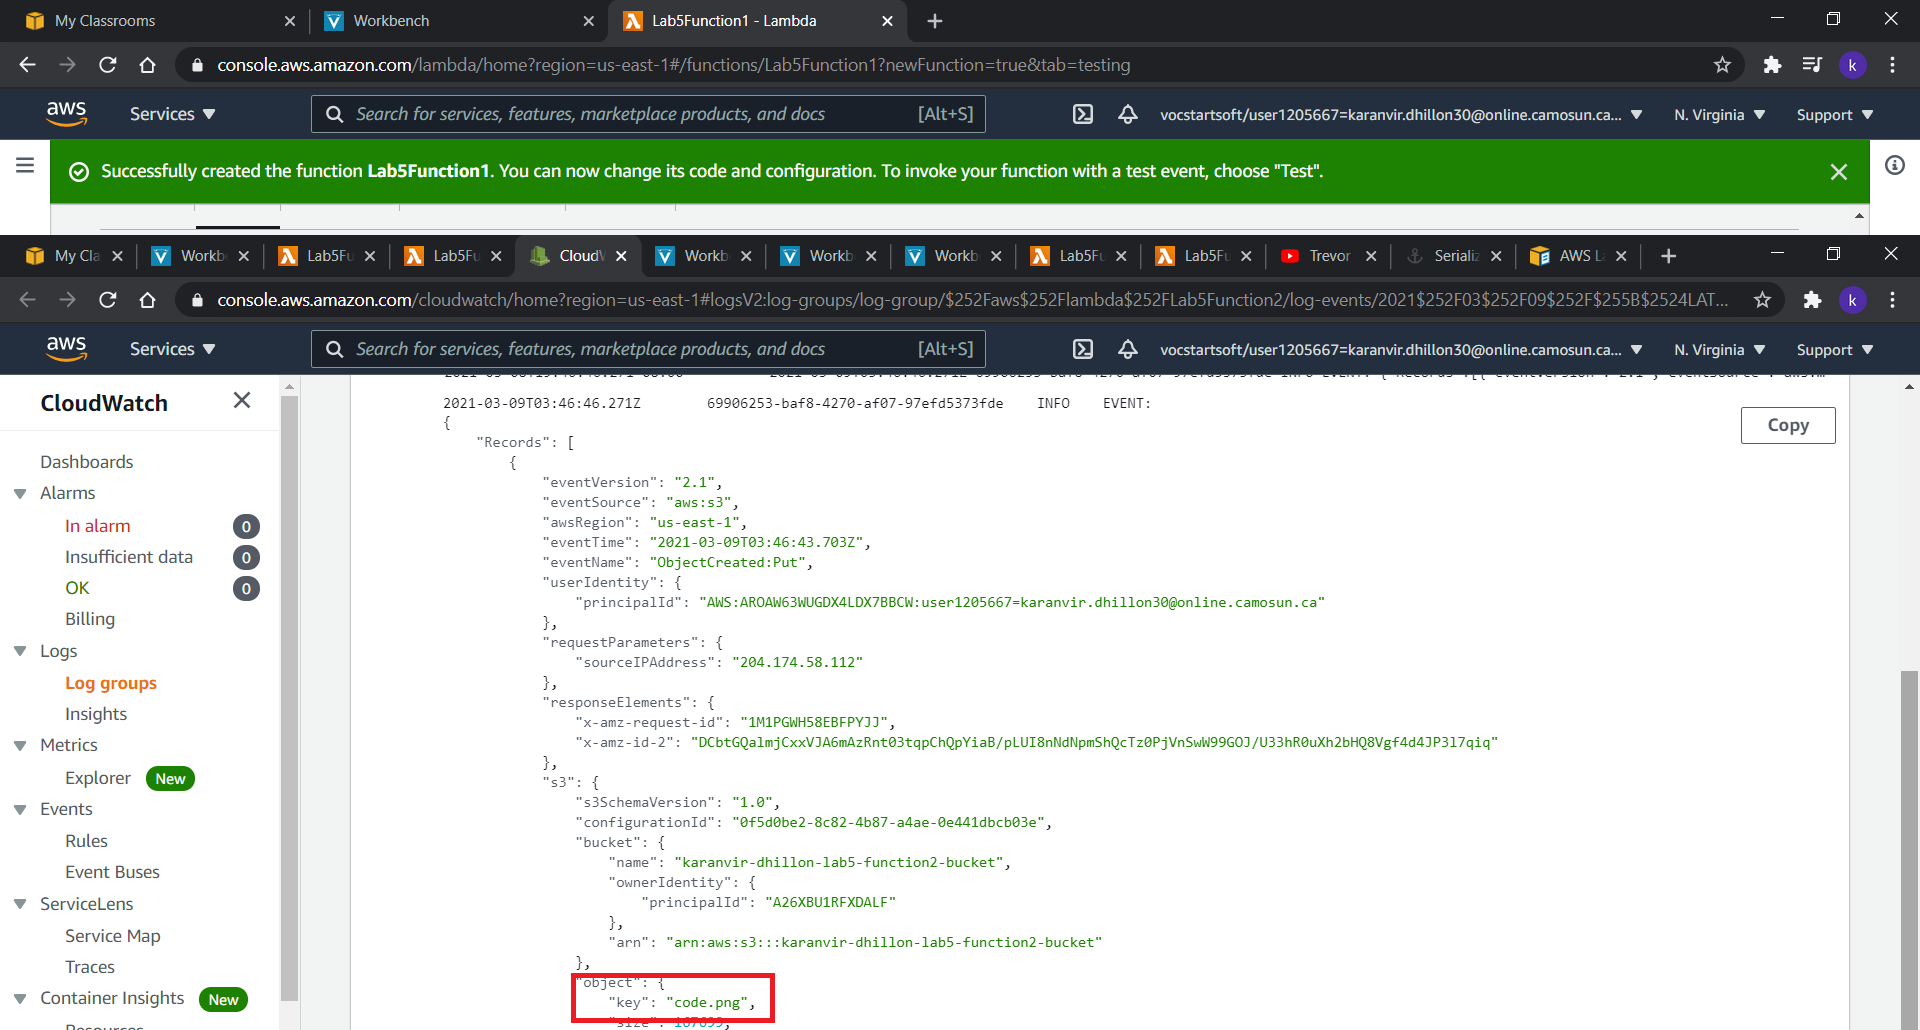 My Classrooms
Workbench
Lab5Function1 - Lambda
console.aws.amazon.com/lambda/home?region=us-east-1#/functions/Lab5Function1?newFunction=true&tab=testing
k
aws
Services ▼
Search for services, features, marketplace products, and docs [Alt+S]
vocstartsoft/user1205667=karanvir.dhillon30@online.camosun.ca... ▼
N. Virginia ▼
Support ▼
Successfully created the function Lab5Function1. You can now change its code and configuration. To invoke your function with a test event, choose "Test".
My Cla
Workb
Lab5Fu
Lab5Fu
CloudW
Workb
Workb
Workb
Lab5Fu
Lab5Fu
Trevor
Serializ
AWS La
console.aws.amazon.com/cloudwatch/home?region=us-east-1#logsV2:log-groups/log-group/$252Faws$252Flambda$252FLab5Function2/log-events/2021$252F03$252F09$252F$255B$2524LAT...
k
aws
Services ▼
Search for services, features, marketplace products, and docs [Alt+S]
vocstartsoft/user1205667=karanvir.dhillon30@online.camosun.ca... ▼
N. Virginia ▼
Support ▼
CloudWatch
Dashboards
Alarms
In alarm 0
Insufficient data 0
OK 0
Billing
Logs
Log groups
Insights
Metrics
Explorer New
Events
Rules
Event Buses
ServiceLens
Service Map
Traces
Container Insights New
Resources
2021-03-09T03:46:46.271Z 69906253-baf8-4270-af07-97efd5373fde INFO EVENT:
Copy
{
"Records": [
{
"eventVersion": "2.1",
"eventSource": "aws:s3",
"awsRegion": "us-east-1",
"eventTime": "2021-03-09T03:46:43.703Z",
"eventName": "ObjectCreated:Put",
"userIdentity": {
"principalId": "AWS:AROAW63WUGDX4LDX7BBCW:user1205667=karanvir.dhillon30@online.camosun.ca"
},
"requestParameters": {
"sourceIPAddress": "204.174.58.112"
},
"responseElements": {
"x-amz-request-id": "1M1PGWH58EBFPYJJ",
"x-amz-id-2": "DCbtGQalmjCxxVJA6mAzRnt03tqpChQpYiaB/pLUI8nNdNpmShQcTz0PjVnSwW99GOJ/U33hR0uXh2bHQ8Vgf4d4JP3l7qiq"
},
"s3": {
"s3SchemaVersion": "1.0",
"configurationId": "0f5d0be2-8c82-4b87-a4ae-0e441dbcb03e",
"bucket": {
"name": "karanvir-dhillon-lab5-function2-bucket",
"ownerIdentity": {
"principalId": "A26XBU1RFXDALF"
},
"arn": "arn:aws:s3:::karanvir-dhillon-lab5-function2-bucket"
},
"object": {
"key": "code.png",
"size":